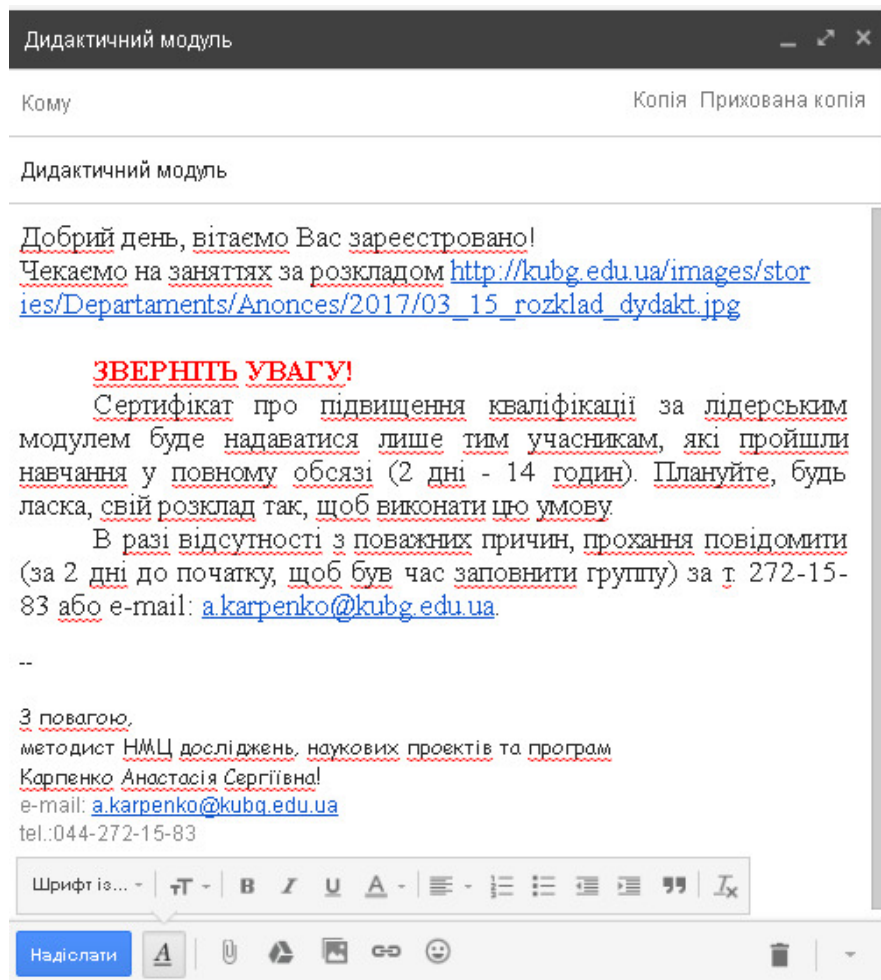 Дидактичний модуль
Кому Копія Прихована копія
Дидактичний модуль
Добрий день, вітаємо Вас зареєстровано!
Чекаємо на заняттях за розкладом http://kubg.edu.ua/images/stor
ies/Departaments/Anonces/2017/03_15_rozklad_dydakt.jpg
ЗВЕРНІТЬ УВАГУ!
Сертифікат про підвищення кваліфікації за лідерським
модулем буде надаватися лише тим учасникам, які пройшли
навчання у повному обсязі (2 дні - 14 годин). Плануйте, будь
ласка, свій розклад так, щоб виконати цю умову.
В разі відсутності з поважних причин, прохання повідомити
(за 2 дні до початку, щоб був час заповнити группу) за т. 272-15-
83 або e-mail: a.karpenko@kubg.edu.ua.
--
З повагою,
методист НМЦ досліджень, наукових проектів та програм
Карпенко Анастасія Сергіївна!
e-mail: a.karpenko@kubg.edu.ua
tel.:044-272-15-83
Шрифт із...
Надіслати